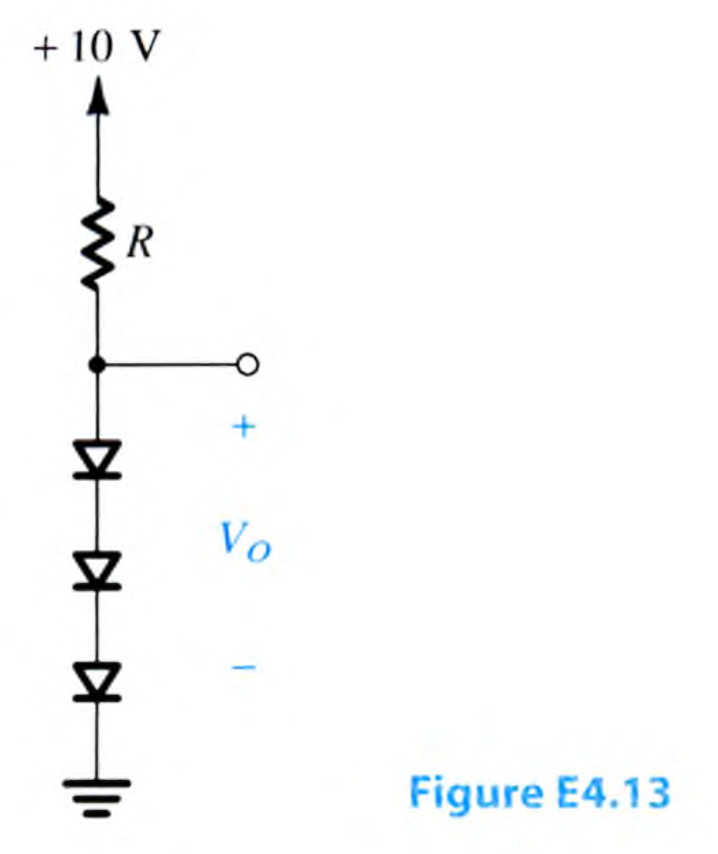 + 10 V
R
+
V_O
−
Figure E4.13